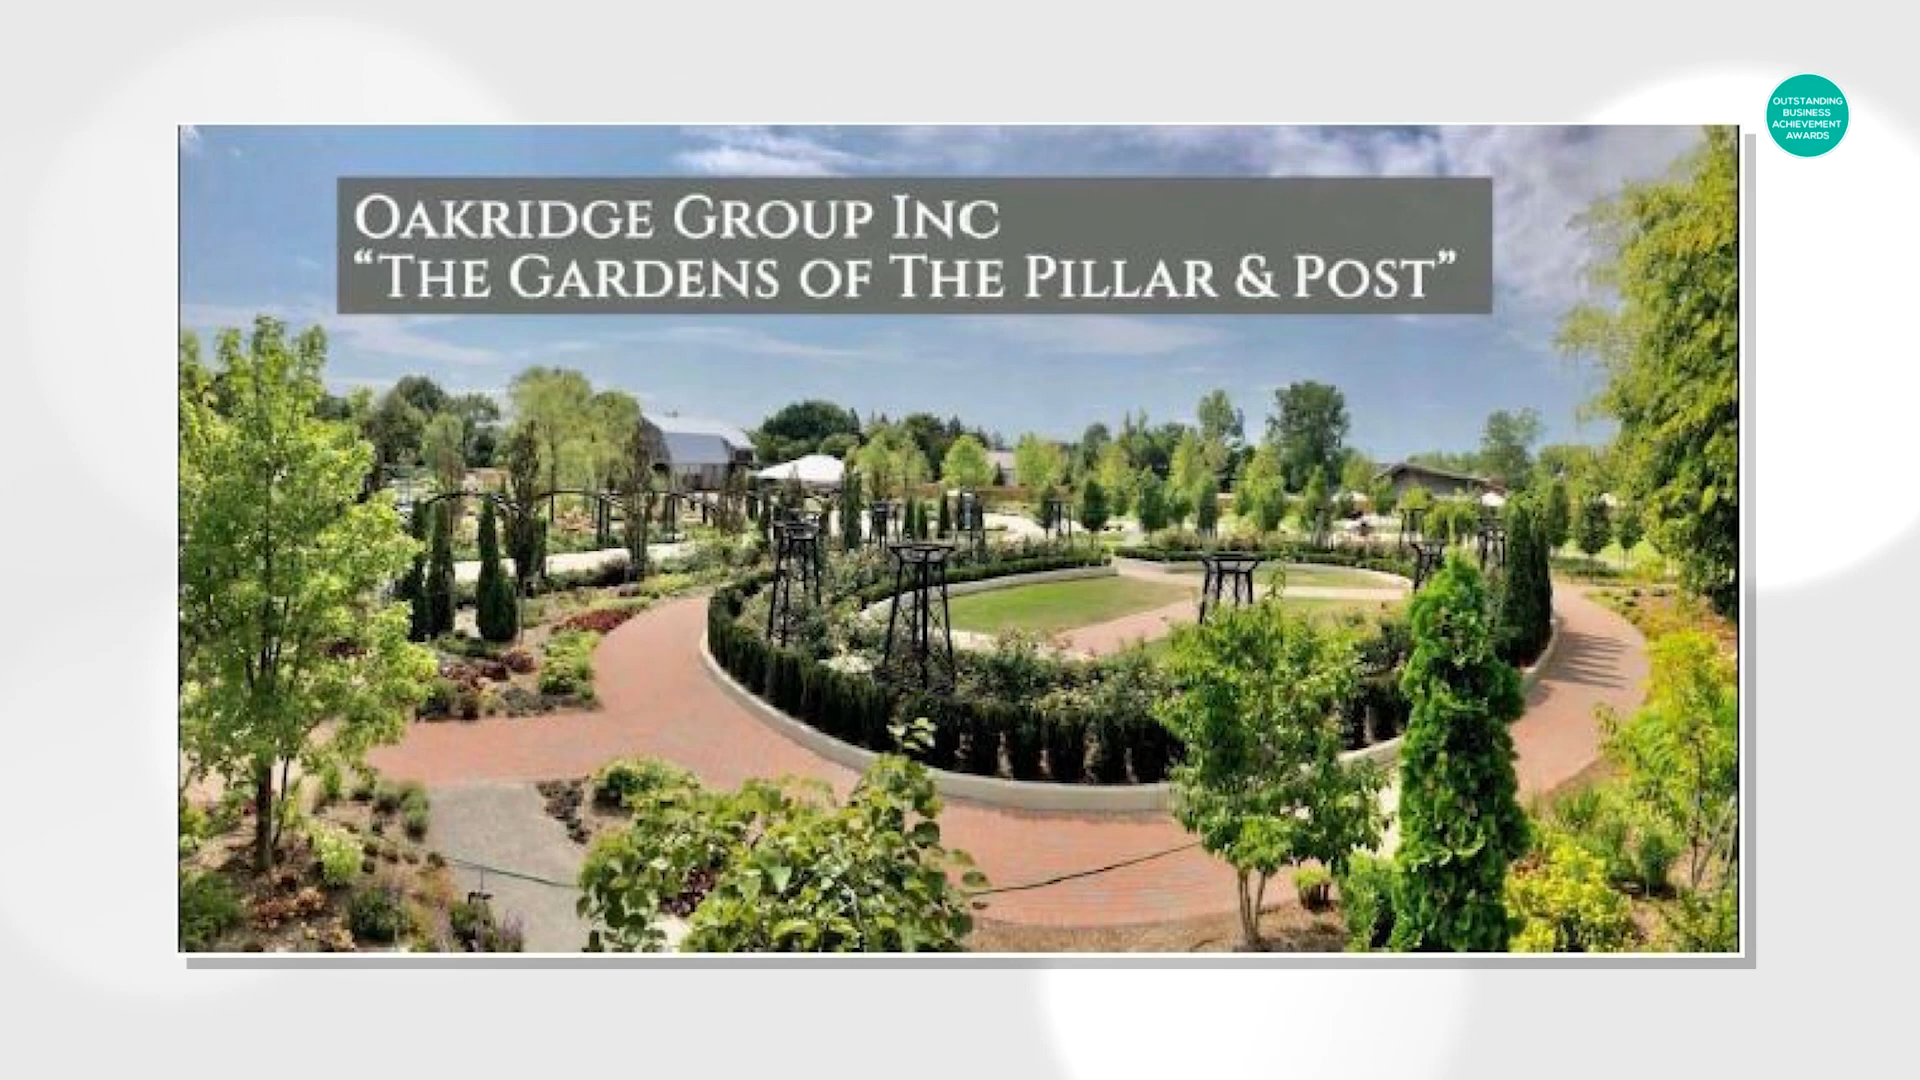 OUTSTANDING
BUSINESS
ACHIEVEMENT
AWARDS
OAKRIDGE GROUP INC
“THE GARDENS OF THE PILLAR & POST”